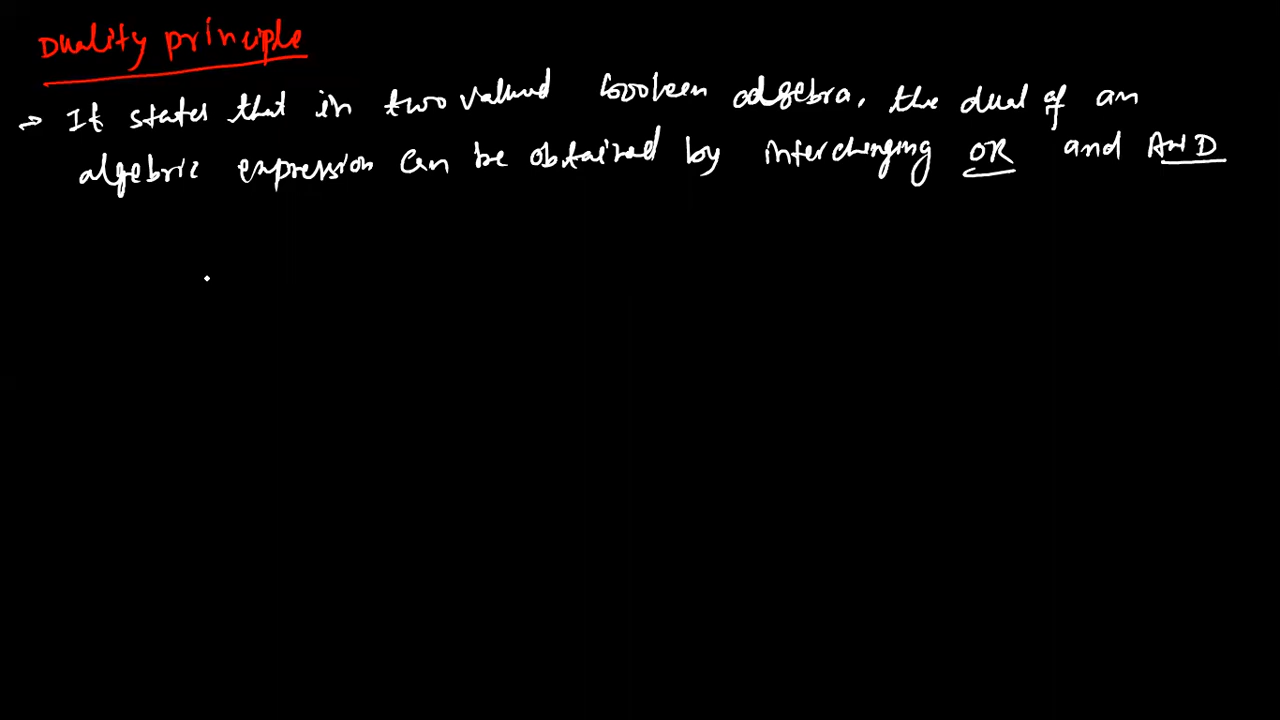 Duality principle
→ It states that in two valued boolean algebra, the dual of an
algebric expression can be obtained by interchanging OR and AND